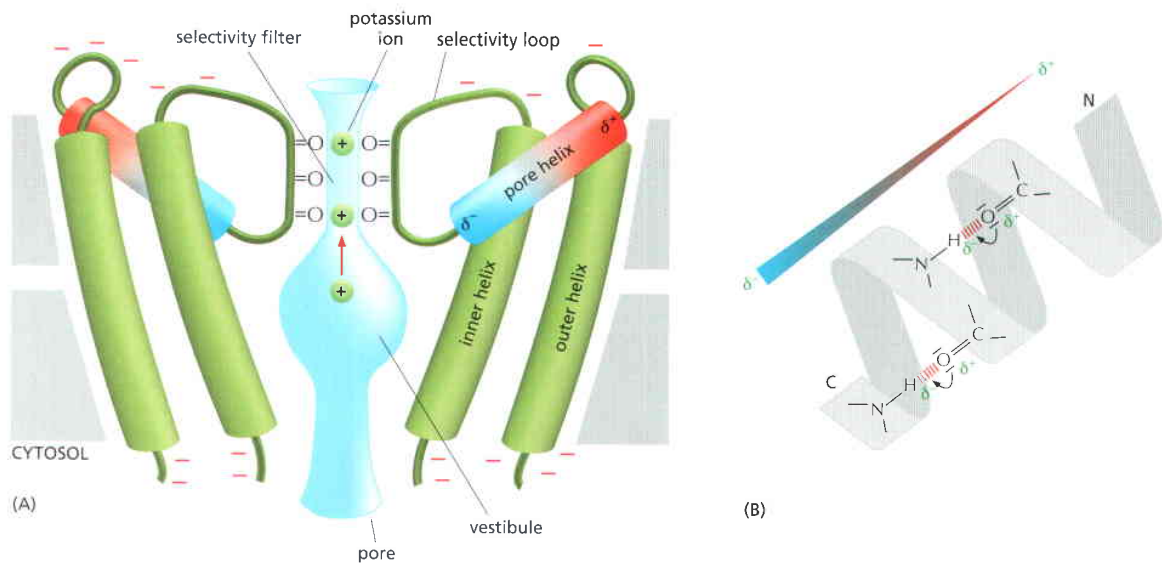 potassium
ion
selectivity filter
selectivity loop
=O + O=
=O O=
=O + O=
+
δ⁺
pore helix
δ⁻
inner helix
outer helix
CYTOSOL
vestibule
pore
(A)
δ⁺
N
C
O
δ⁺
H
δ⁻
N
δ⁻
C
O
δ⁺
H
δ
N
C
(B)